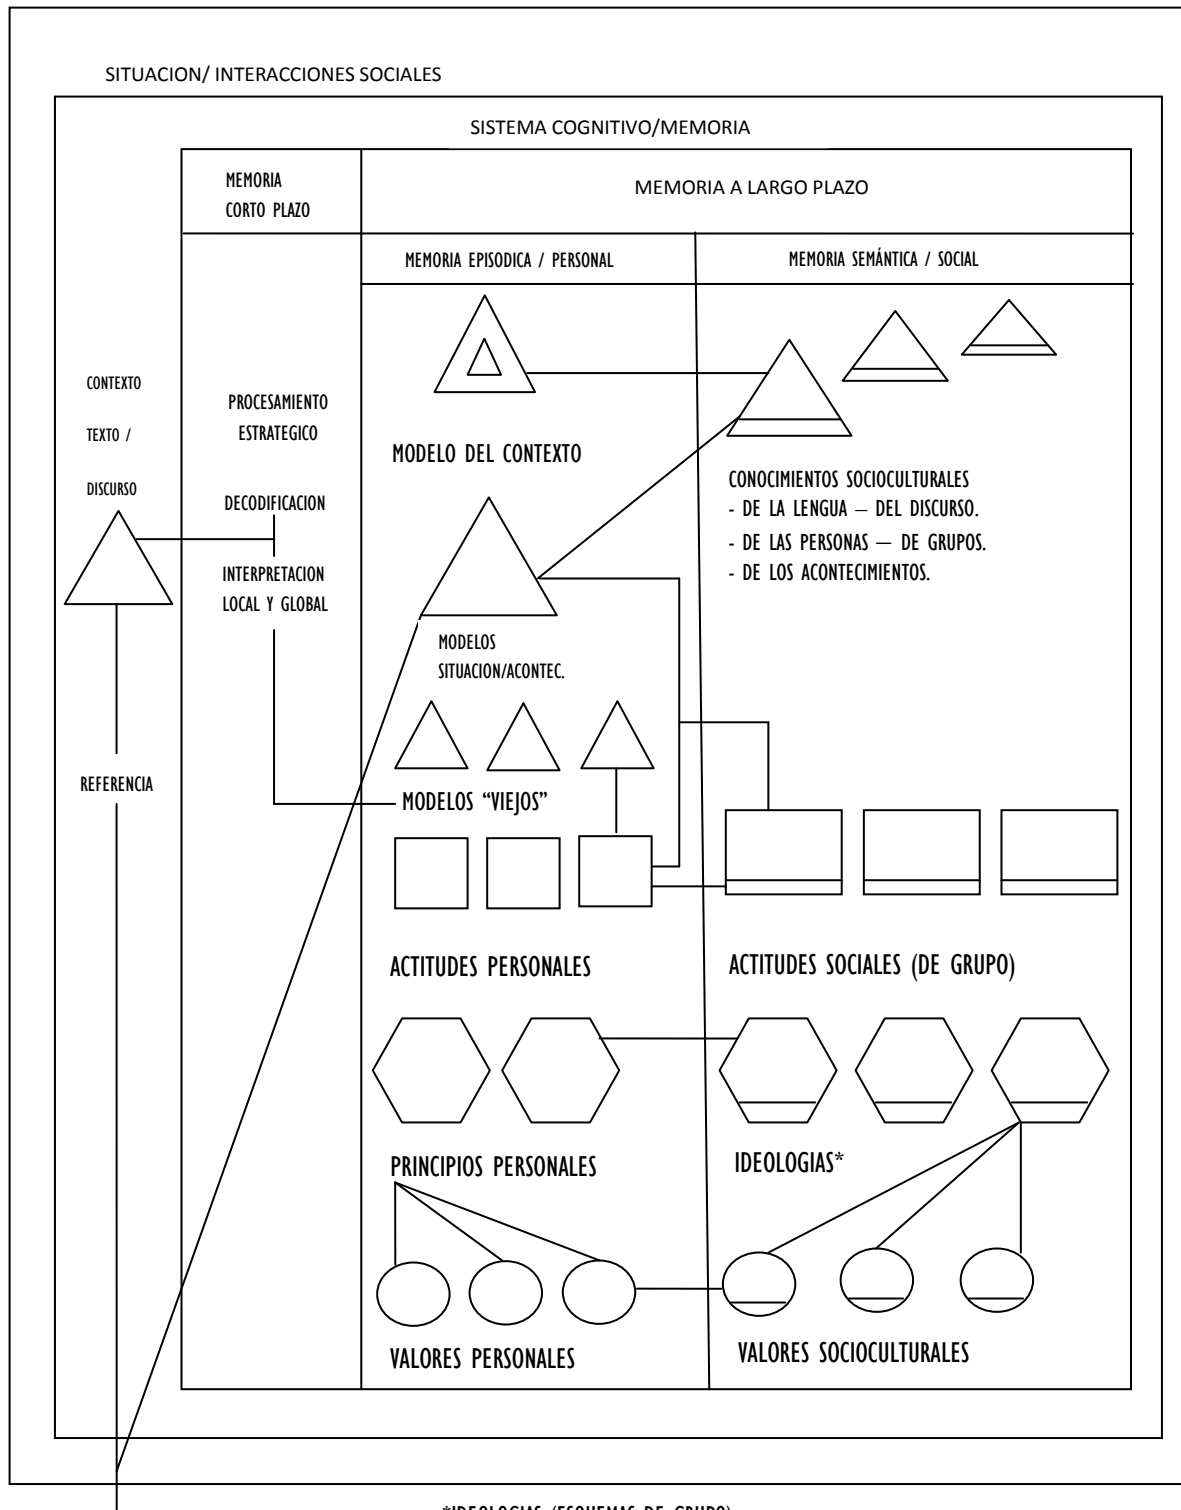 SITUACION/ INTERACCIONES SOCIALES
SISTEMA COGNITIVO/MEMORIA
MEMORIA
CORTO PLAZO
MEMORIA A LARGO PLAZO
MEMORIA EPISODICA / PERSONAL
MEMORIA SEMÁNTICA / SOCIAL
CONTEXTO
TEXTO /
DISCURSO
PROCESAMIENTO
ESTRATEGICO
DECODIFICACION
INTERPRETACION
LOCAL Y GLOBAL
REFERENCIA
MODELO DEL CONTEXTO
CONOCIMIENTOS SOCIOCULTURALES
- DE LA LENGUA – DEL DISCURSO.
- DE LAS PERSONAS – DE GRUPOS.
- DE LOS ACONTECIMIENTOS.
MODELOS
SITUACION/ACONTEC.
MODELOS “VIEJOS”
ACTITUDES PERSONALES
ACTITUDES SOCIALES (DE GRUPO)
PRINCIPIOS PERSONALES
IDEOLOGIAS*
VALORES PERSONALES
VALORES SOCIOCULTURALES
*IDEOLOGIAS (ESQUEMAS DE GRUPO)